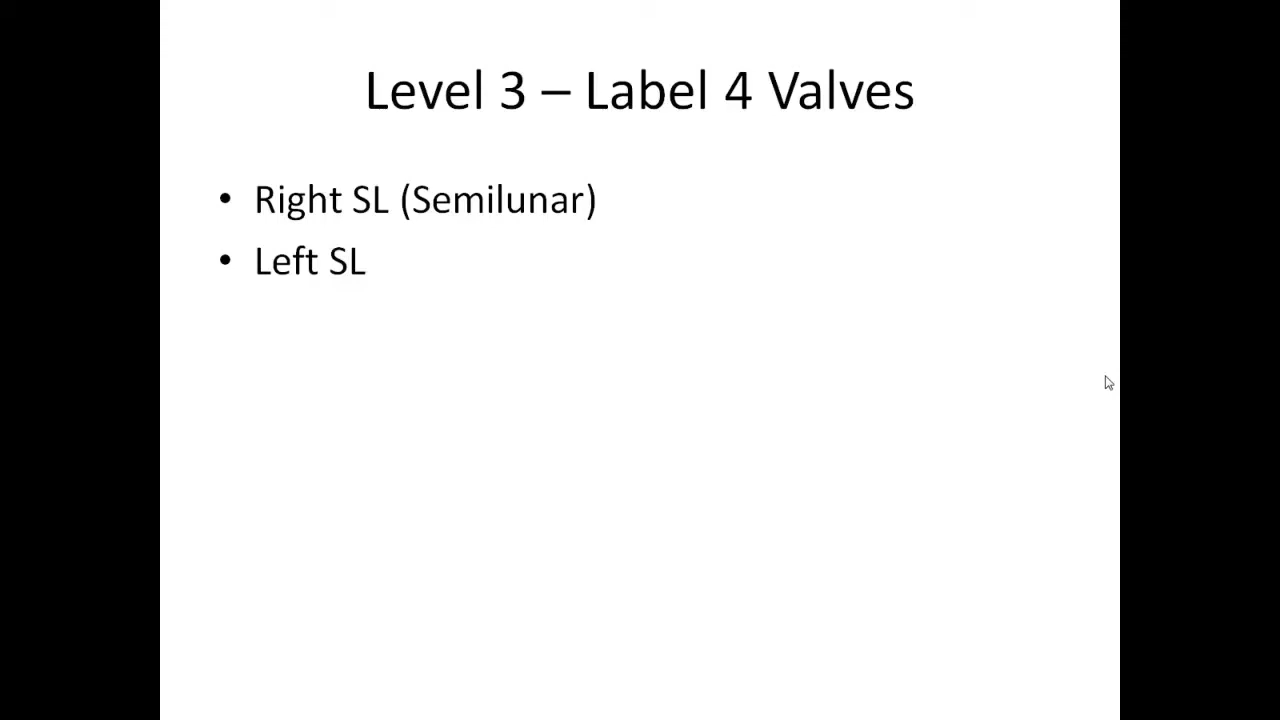 Level 3 – Label 4 Valves
• Right SL (Semilunar)
• Left SL